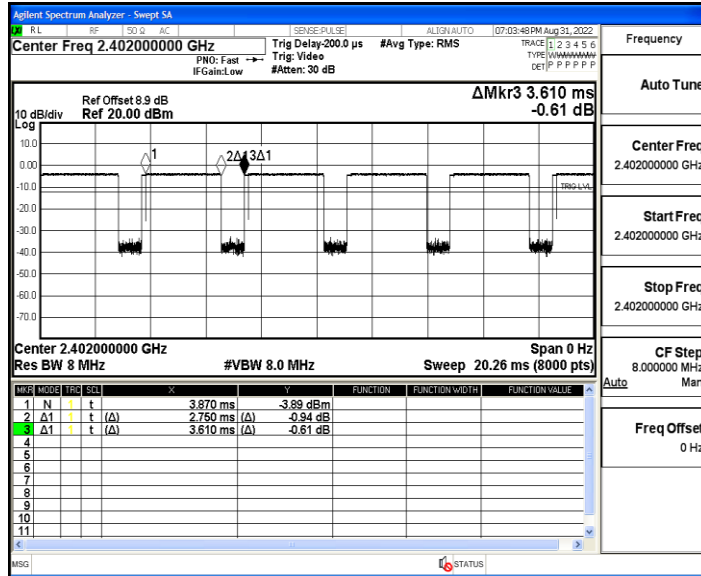 Agilent Spectrum Analyzer - Swept SA
RL RF 50 Ω AC SENSE:PULSE ALIGN AUTO 07:03:48 PM Aug 31, 2022
Center Freq 2.402000000 GHz
PNO: Fast
IFGain:Low
Trig Delay-200.0 µs
Trig: Video
#Atten: 30 dB
#Avg Type: RMS
TRACE 1 2 3 4 5 6
TYPE WWWWWW
DET P P P P P P
ΔMkr3 3.610 ms
-0.61 dB
Ref Offset 8.9 dB
10 dB/div Ref 20.00 dBm
Log
10.0
0.00
-10.0
-20.0
-30.0
-40.0
-50.0
-60.0
-70.0
1
2Δ1
3Δ1
TRIG LVL
Center 2.402000000 GHz Span 0 Hz
Res BW 8 MHz #VBW 8.0 MHz Sweep 20.26 ms (8000 pts)
MKR MODE TRC SCL X Y FUNCTION FUNCTION WIDTH FUNCTION VALUE
1 N 1 t 3.870 ms -3.89 dBm
2 Δ1 1 t (Δ) 2.750 ms (Δ) -0.94 dB
3 Δ1 1 t (Δ) 3.610 ms (Δ) -0.61 dB
4
5
6
7
8
9
10
11
MSG STATUS
Frequency
Auto Tune
Center Freq
2.402000000 GHz
Start Freq
2.402000000 GHz
Stop Freq
2.402000000 GHz
CF Step
8.000000 MHz
Auto Man
Freq Offset
0 Hz